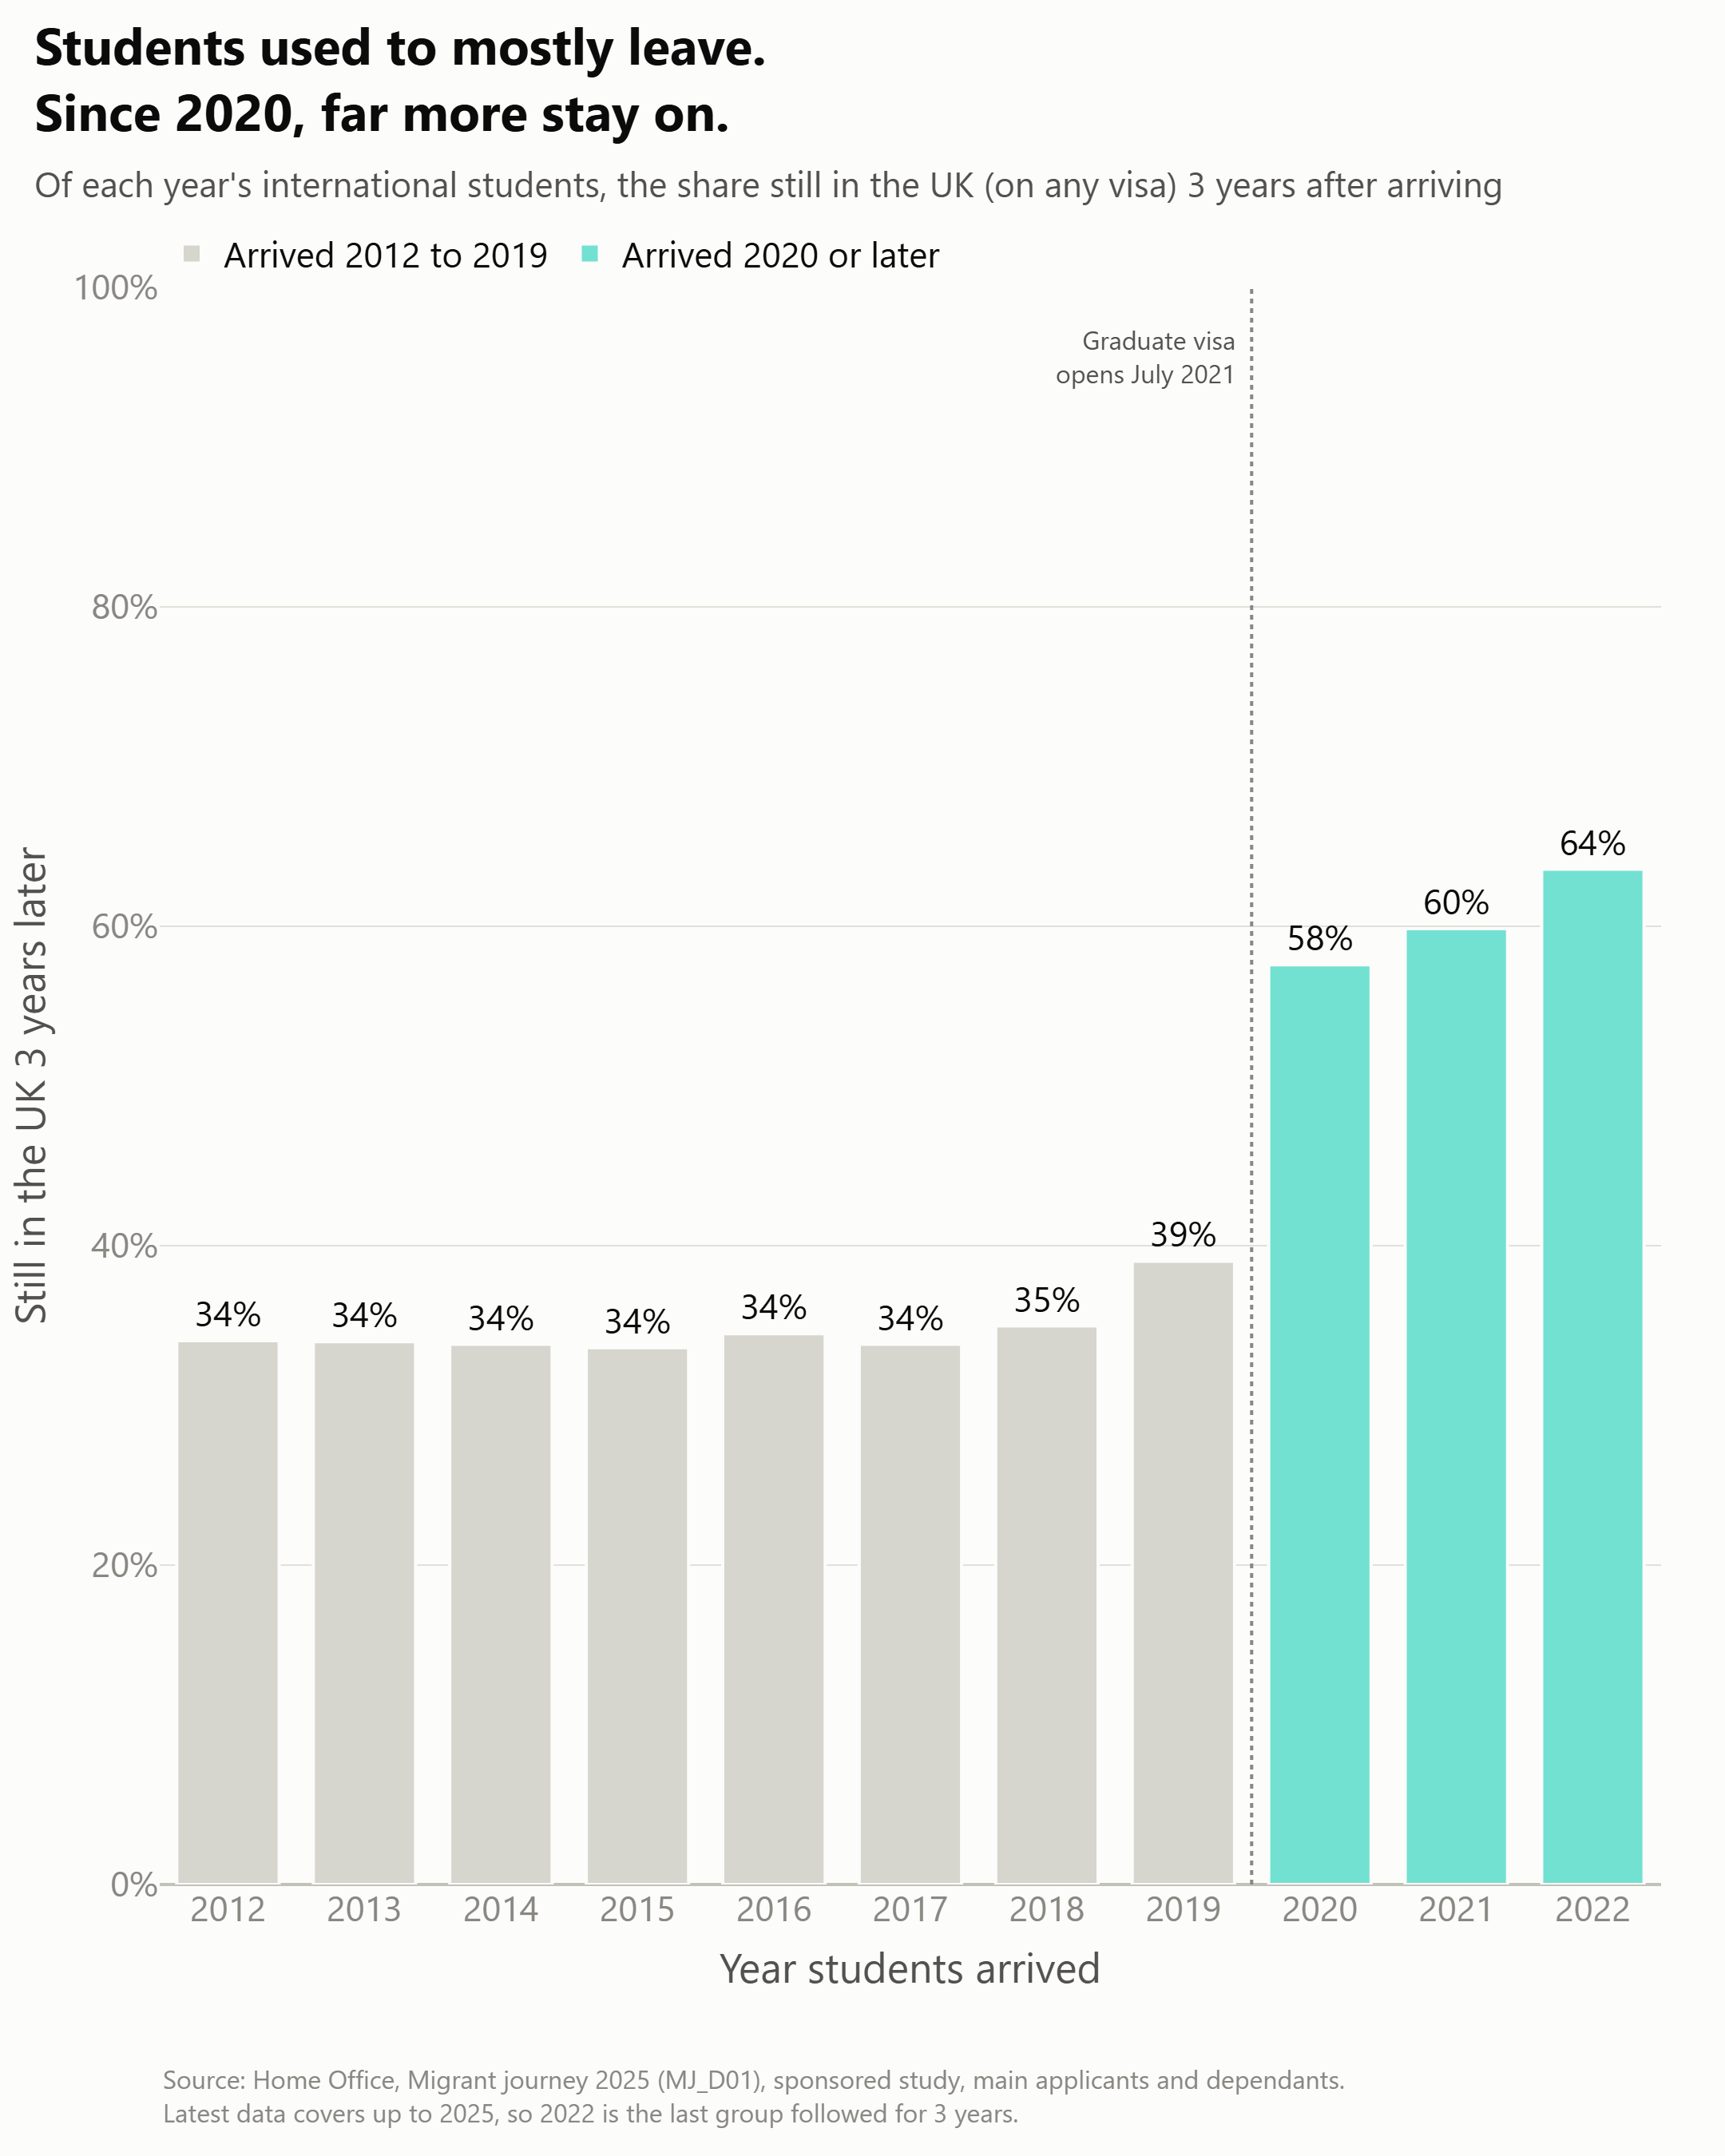 Students used to mostly leave.
Since 2020, far more stay on.
Of each year's international students, the share still in the UK (on any visa) 3 years after arriving
Arrived 2012 to 2019 Arrived 2020 or later
100%
Graduate visa
opens July 2021
80%
60%
40%
20%
0%
Still in the UK 3 years later
34% 34% 34% 34% 34% 34% 35% 39% 58% 60% 64%
2012 2013 2014 2015 2016 2017 2018 2019 2020 2021 2022
Year students arrived
Source: Home Office, Migrant journey 2025 (MJ_D01), sponsored study, main applicants and dependants.
Latest data covers up to 2025, so 2022 is the last group followed for 3 years.